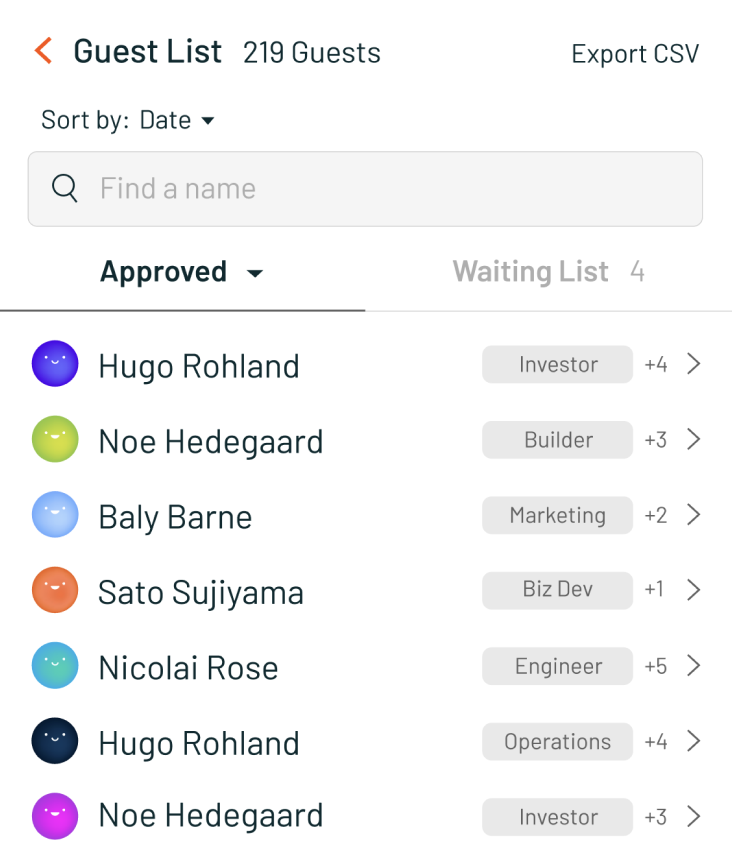 Guest List 219 Guests Export CSV
Sort by: Date
Find a name
Approved Waiting List 4
Hugo Rohland Investor +4
Noe Hedegaard Builder +3
Baly Barne Marketing +2
Sato Sujiyama Biz Dev +1
Nicolai Rose Engineer +5
Hugo Rohland Operations +4
Noe Hedegaard Investor +3